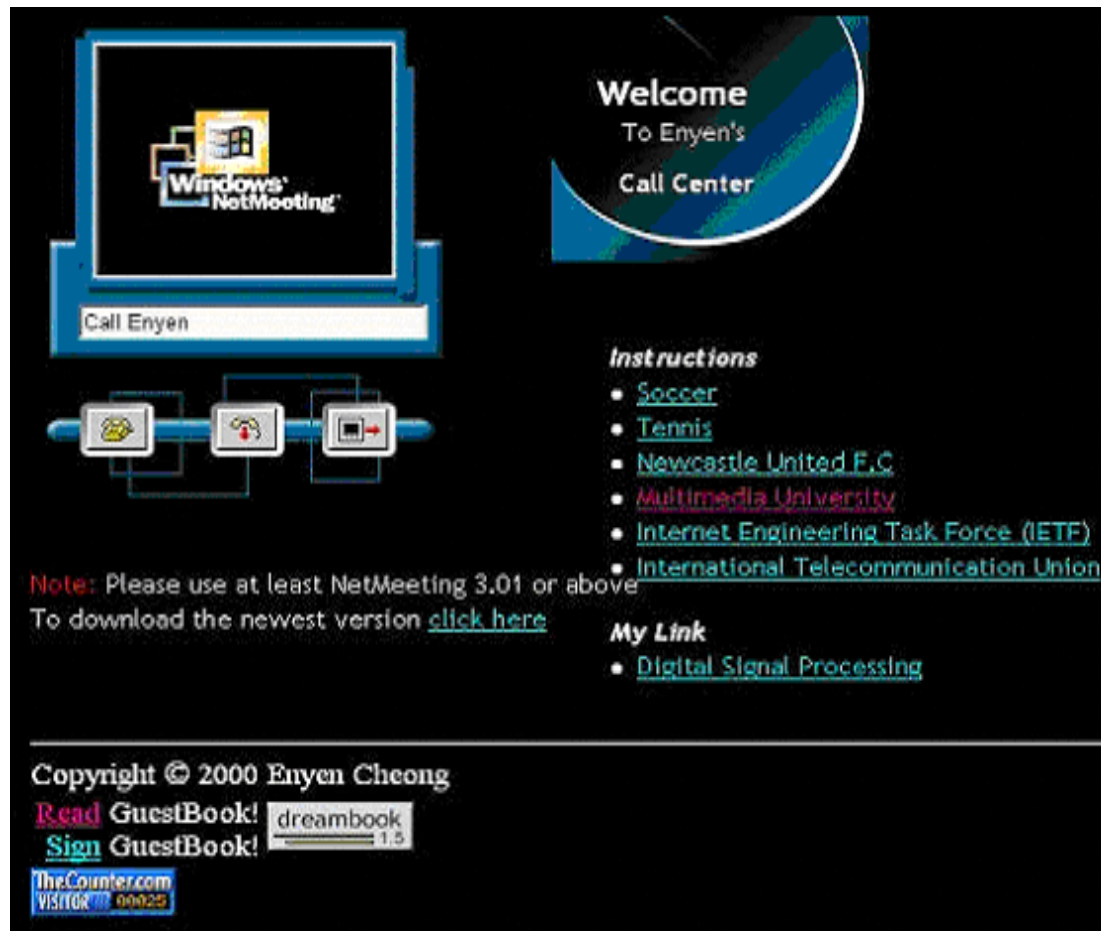 Windows
NetMeeting
Call Enyen
Welcome
To Enyen's
Call Center
Instructions
Soccer
Tennis
Newcastle United F.C
Multimedia University
Internet Engineering Task Force (IETF)
International Telecommunication Union
Note: Please use at least NetMeeting 3.01 or above
To download the newest version click here
My Link
Digital Signal Processing
Copyright © 2000 Enyen Cheong
Read GuestBook!
Sign GuestBook!
dreambook
1.5
TheCounter.com
VISITOR 00025